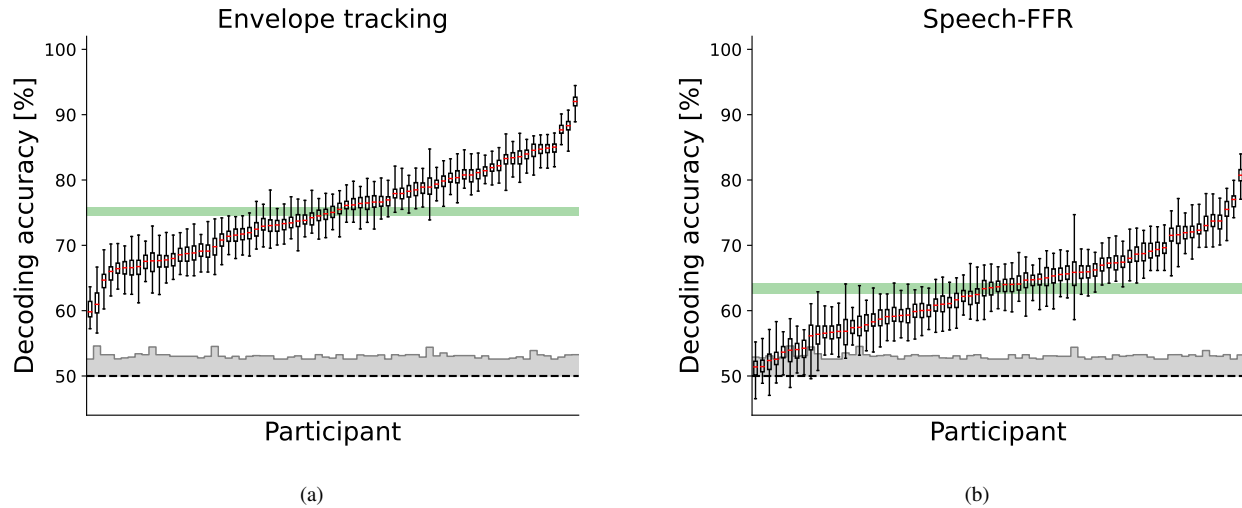 Envelope tracking
Decoding accuracy [%]
100
90
80
70
60
50
Participant
(a)
Speech-FFR
Decoding accuracy [%]
100
90
80
70
60
50
Participant
(b)